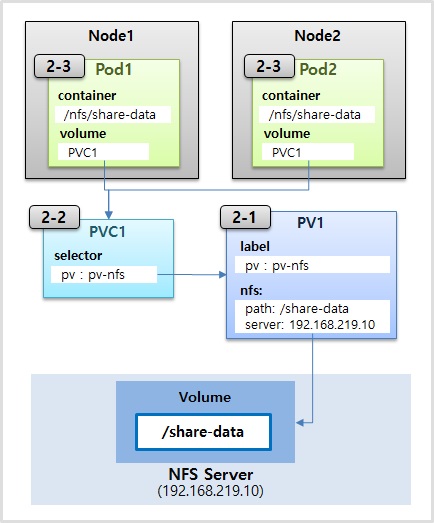 Node1
2-3
Pod1
container
/nfs/share-data
volume
PVC1
Node2
2-3
Pod2
container
/nfs/share-data
volume
PVC1
2-2
PVC1
selector
pv : pv-nfs
2-1
PV1
label
pv : pv-nfs
nfs:
path: /share-data
server: 192.168.219.10
Volume
/share-data
NFS Server
(192.168.219.10)